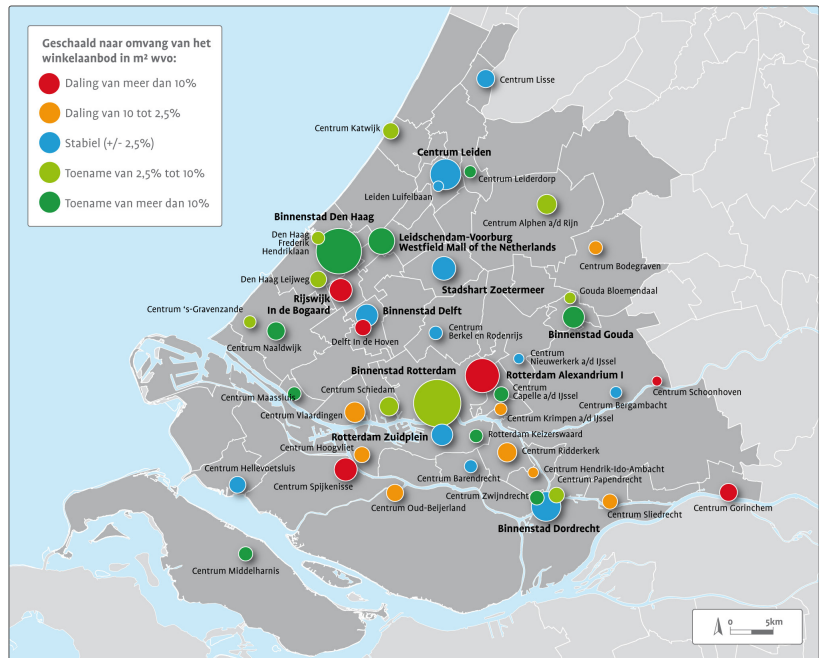 Geschaald naar omvang van het
winkelaanbod in m² wvo:
Daling van meer dan 10%
Daling van 10 tot 2,5%
Stabiel (+/- 2,5%)
Toename van 2,5% tot 10%
Toename van meer dan 10%
Centrum Lisse
Centrum Katwijk
Centrum Leiden
Centrum Leiderdorp
Leiden Luifelbaan
Centrum Alphen a/d Rijn
Binnenstad Den Haag
Den Haag
Frederik
Hendriklaan
Leidschendam-Voorburg
Westfield Mall of the Netherlands
Centrum Bodegraven
Den Haag Leijweg
Stadshart Zoetermeer
Gouda Bloemendaal
Rijswijk
In de Bogaard
Centrum 's-Gravenzande
Binnenstad Delft
Centrum
Berkel en Rodenrijs
Binnenstad Gouda
Centrum Naaldwijk
Delft In de Hoven
Centrum
Nieuwerkerk a/d IJssel
Binnenstad Rotterdam
Rotterdam Alexandrium I
Centrum Schoonhoven
Centrum Maassluis
Centrum Schiedam
Centrum
Capelle a/d IJssel
Centrum Bergambacht
Centrum Vlaardingen
Centrum Krimpen a/d IJssel
Rotterdam Zuidplein
Rotterdam Keizerswaard
Centrum Hoogvliet
Centrum Ridderkerk
Centrum Hellevoetsluis
Centrum Barendrecht
Centrum Hendrik-Ido-Ambacht
Centrum Papendrecht
Centrum Spijkenisse
Centrum Zwijndrecht
Centrum Oud-Beijerland
Centrum Sliedrecht
Centrum Gorinchem
Binnenstad Dordrecht
Centrum Middelharnis
0 5km